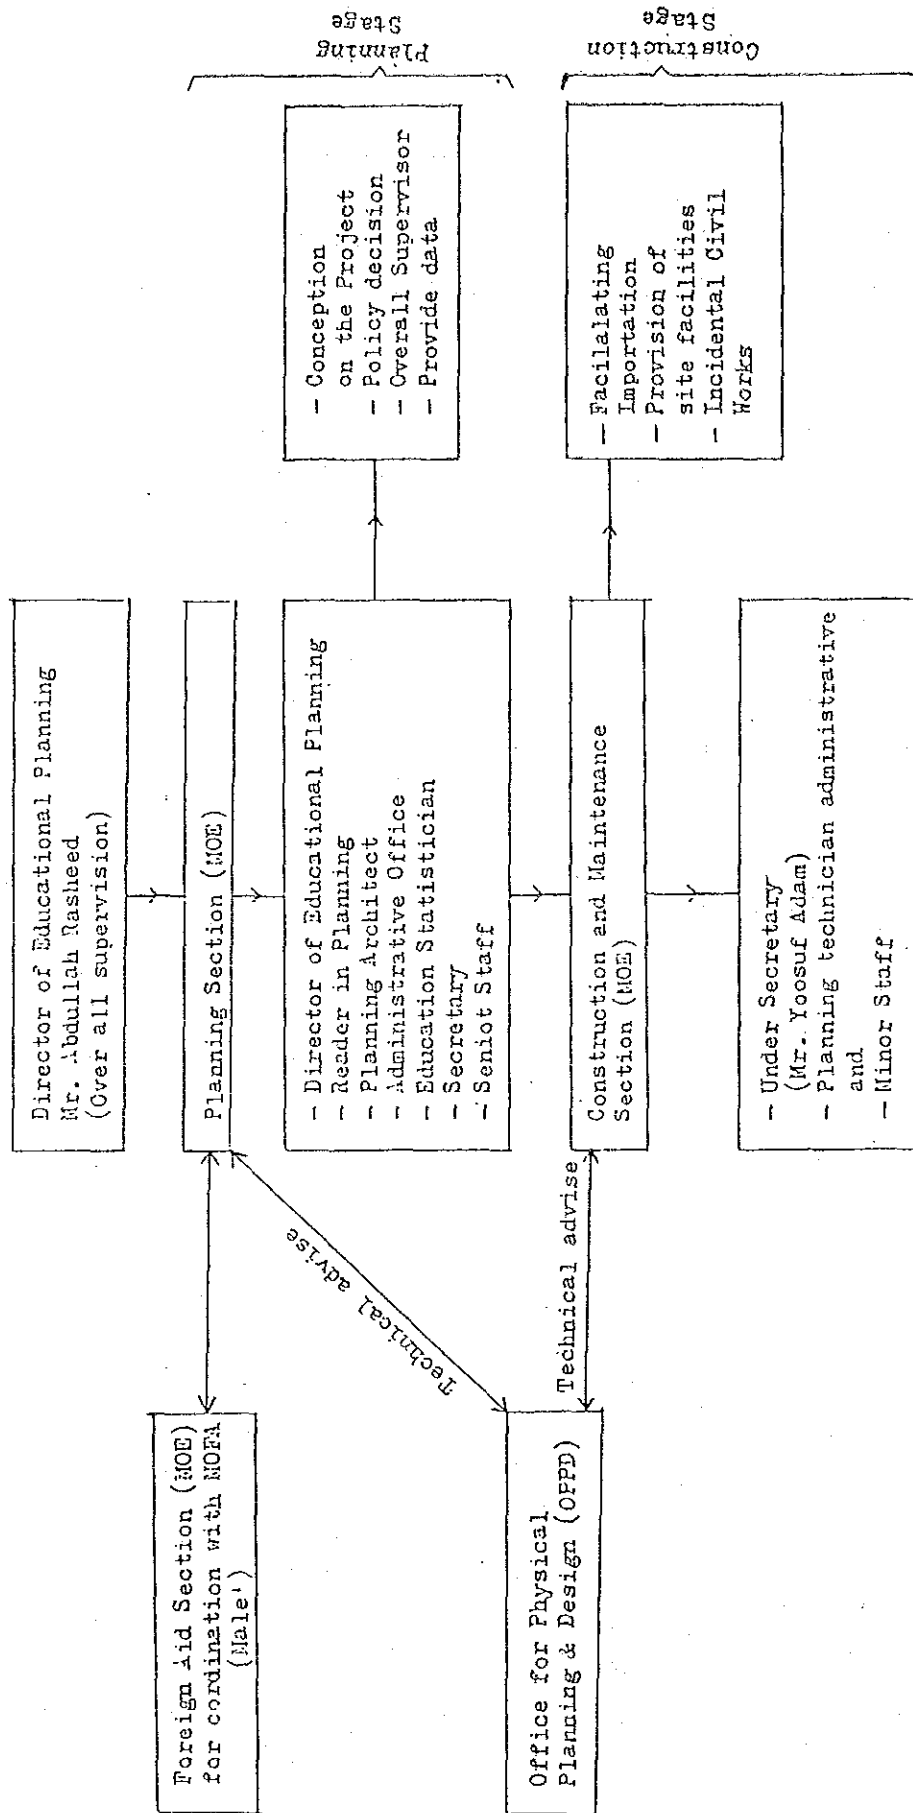 Director of Educational Planning
Mr. Abdullah Rasheed
(Over all supervision)
Foreign Aid Section (MOE)
for cordination with MOFA
(Male')
Planning Section (MOE)
Technical advise
- Director of Educational Planning
- Reader in Planning
- Planning Architect
- Administrative Office
- Education Statistician
- Secretary
- Seniot Staff
- Conception
on the Project
- Policy decision
- Overall Supervisor
- Provide data
Planning
Stage
Office for Physical
Planning & Design (OPPD)
Technical advise
Construction and Maintenance
Section (MOE)
- Facilalating
Importation
- Provision of
site facilities
- Incidental Civil
Works
Construction
Stage
- Under Secretary
(Mr. Yoosuf Adam)
- Planning technician administrative
and
- Minor Staff